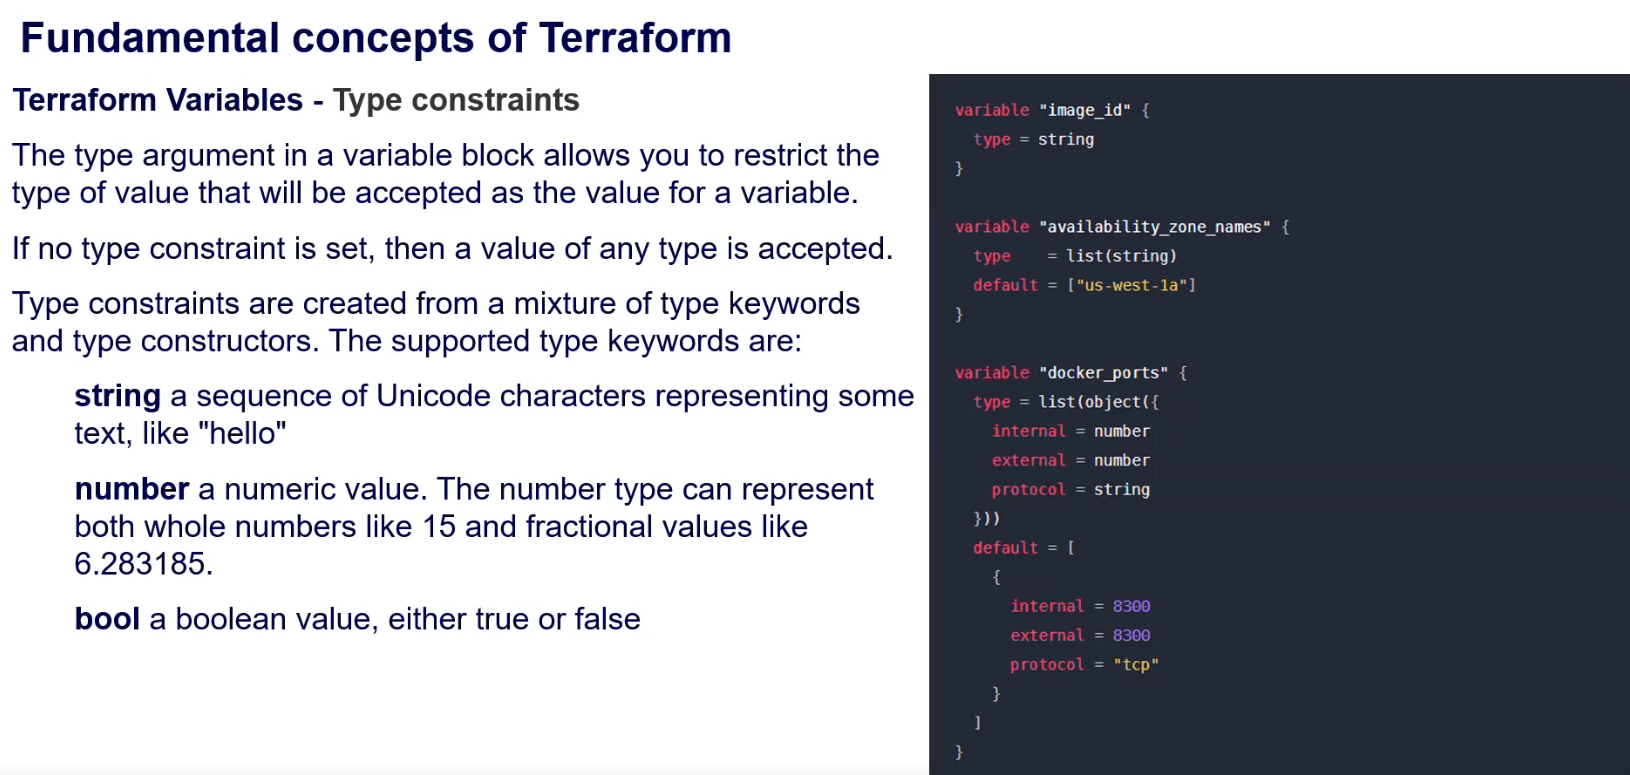 Fundamental concepts of Terraform
Terraform Variables - Type constraints
The type argument in a variable block allows you to restrict the
type of value that will be accepted as the value for a variable.
If no type constraint is set, then a value of any type is accepted.
Type constraints are created from a mixture of type keywords
and type constructors. The supported type keywords are:
string a sequence of Unicode characters representing some
text, like "hello"
number a numeric value. The number type can represent
both whole numbers like 15 and fractional values like
6.283185.
bool a boolean value, either true or false
variable "image_id" {
  type = string
}
variable "availability_zone_names" {
  type    = list(string)
  default = ["us-west-1a"]
}
variable "docker_ports" {
  type = list(object({
    internal = number
    external = number
    protocol = string
  }))
  default = [
    {
      internal = 8300
      external = 8300
      protocol = "tcp"
    }
  ]
}